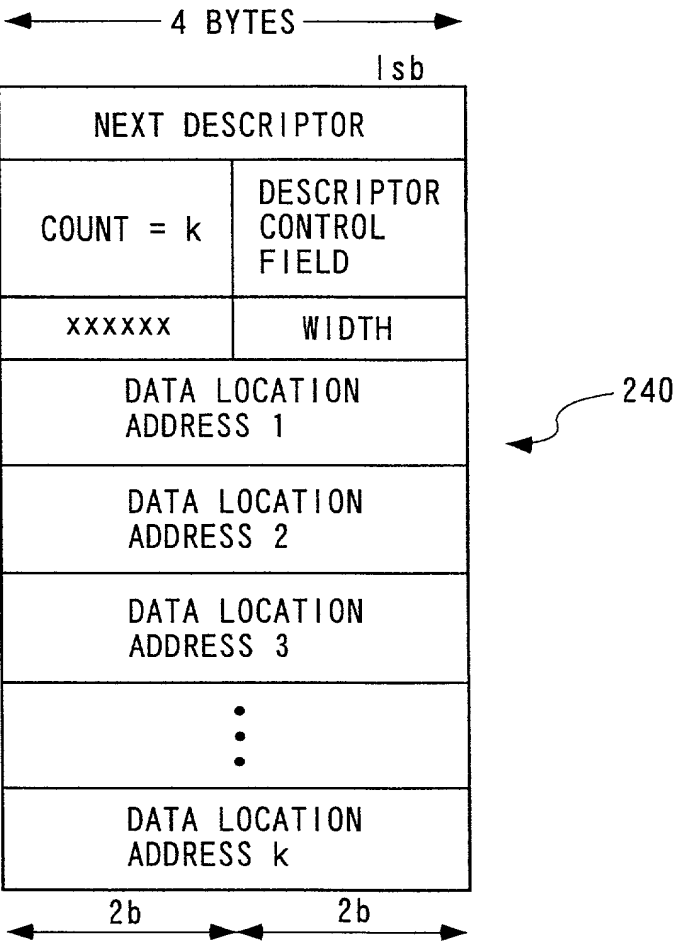 4 BYTES
lsb
NEXT DESCRIPTOR
COUNT = k
DESCRIPTOR
CONTROL
FIELD
xxxxxx
WIDTH
DATA LOCATION
ADDRESS 1
240
DATA LOCATION
ADDRESS 2
DATA LOCATION
ADDRESS 3
DATA LOCATION
ADDRESS k
2b
2b